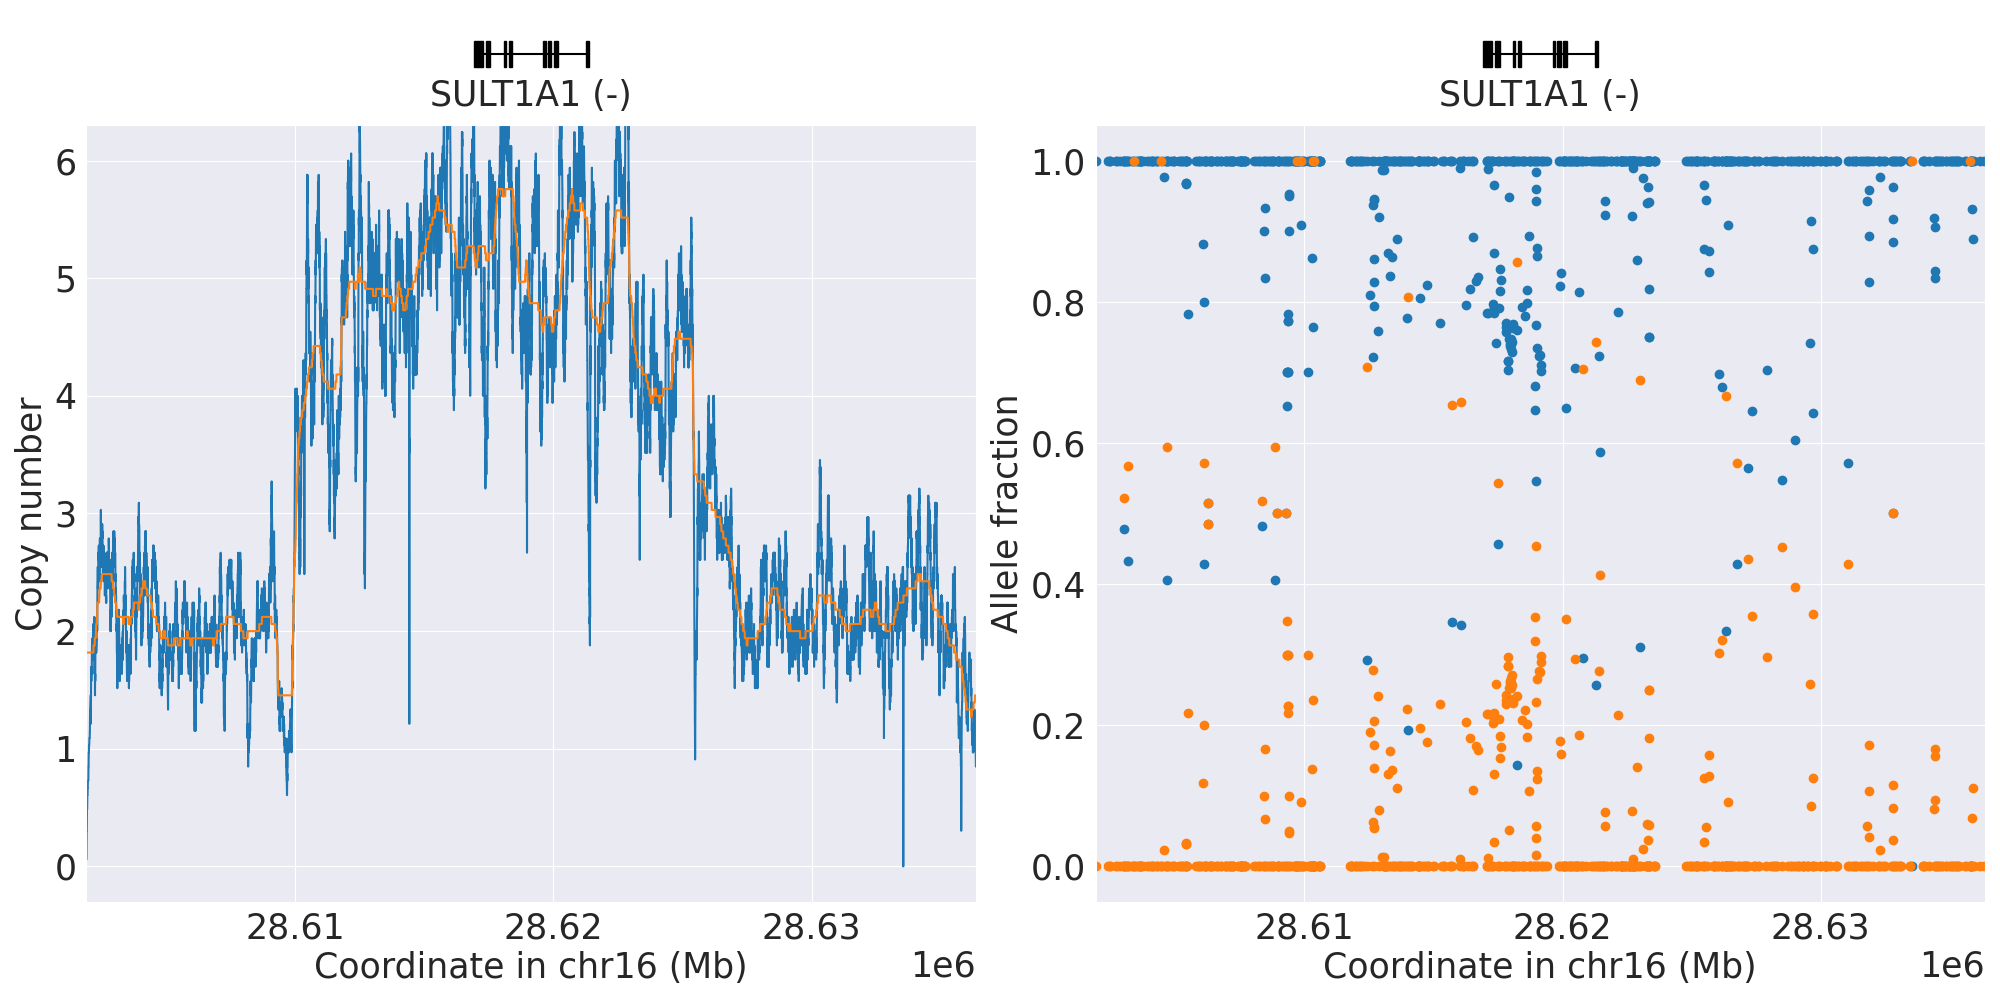 SULT1A1 (-)
Copy number
6
5
4
3
2
1
0
28.61
28.62
28.63
Coordinate in chr16 (Mb)
1e6
SULT1A1 (-)
Allele fraction
1.0
0.8
0.6
0.4
0.2
0.0
28.61
28.62
28.63
Coordinate in chr16 (Mb)
1e6